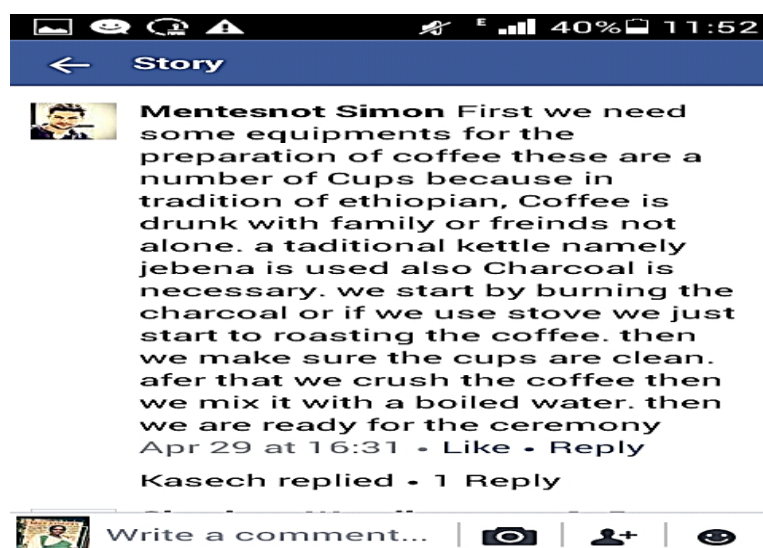 E 40% 11:52
Story
Mentesnot Simon First we need
some equipments for the
preparation of coffee these are a
number of Cups because in
tradition of ethiopian, Coffee is
drunk with family or freinds not
alone. a taditional kettle namely
jebena is used also Charcoal is
necessary. we start by burning the
charcoal or if we use stove we just
start to roasting the coffee. then
we make sure the cups are clean.
afer that we crush the coffee then
we mix it with a boiled water. then
we are ready for the ceremony
Apr 29 at 16:31 • Like • Reply
Kasech replied • 1 Reply
Write a comment...